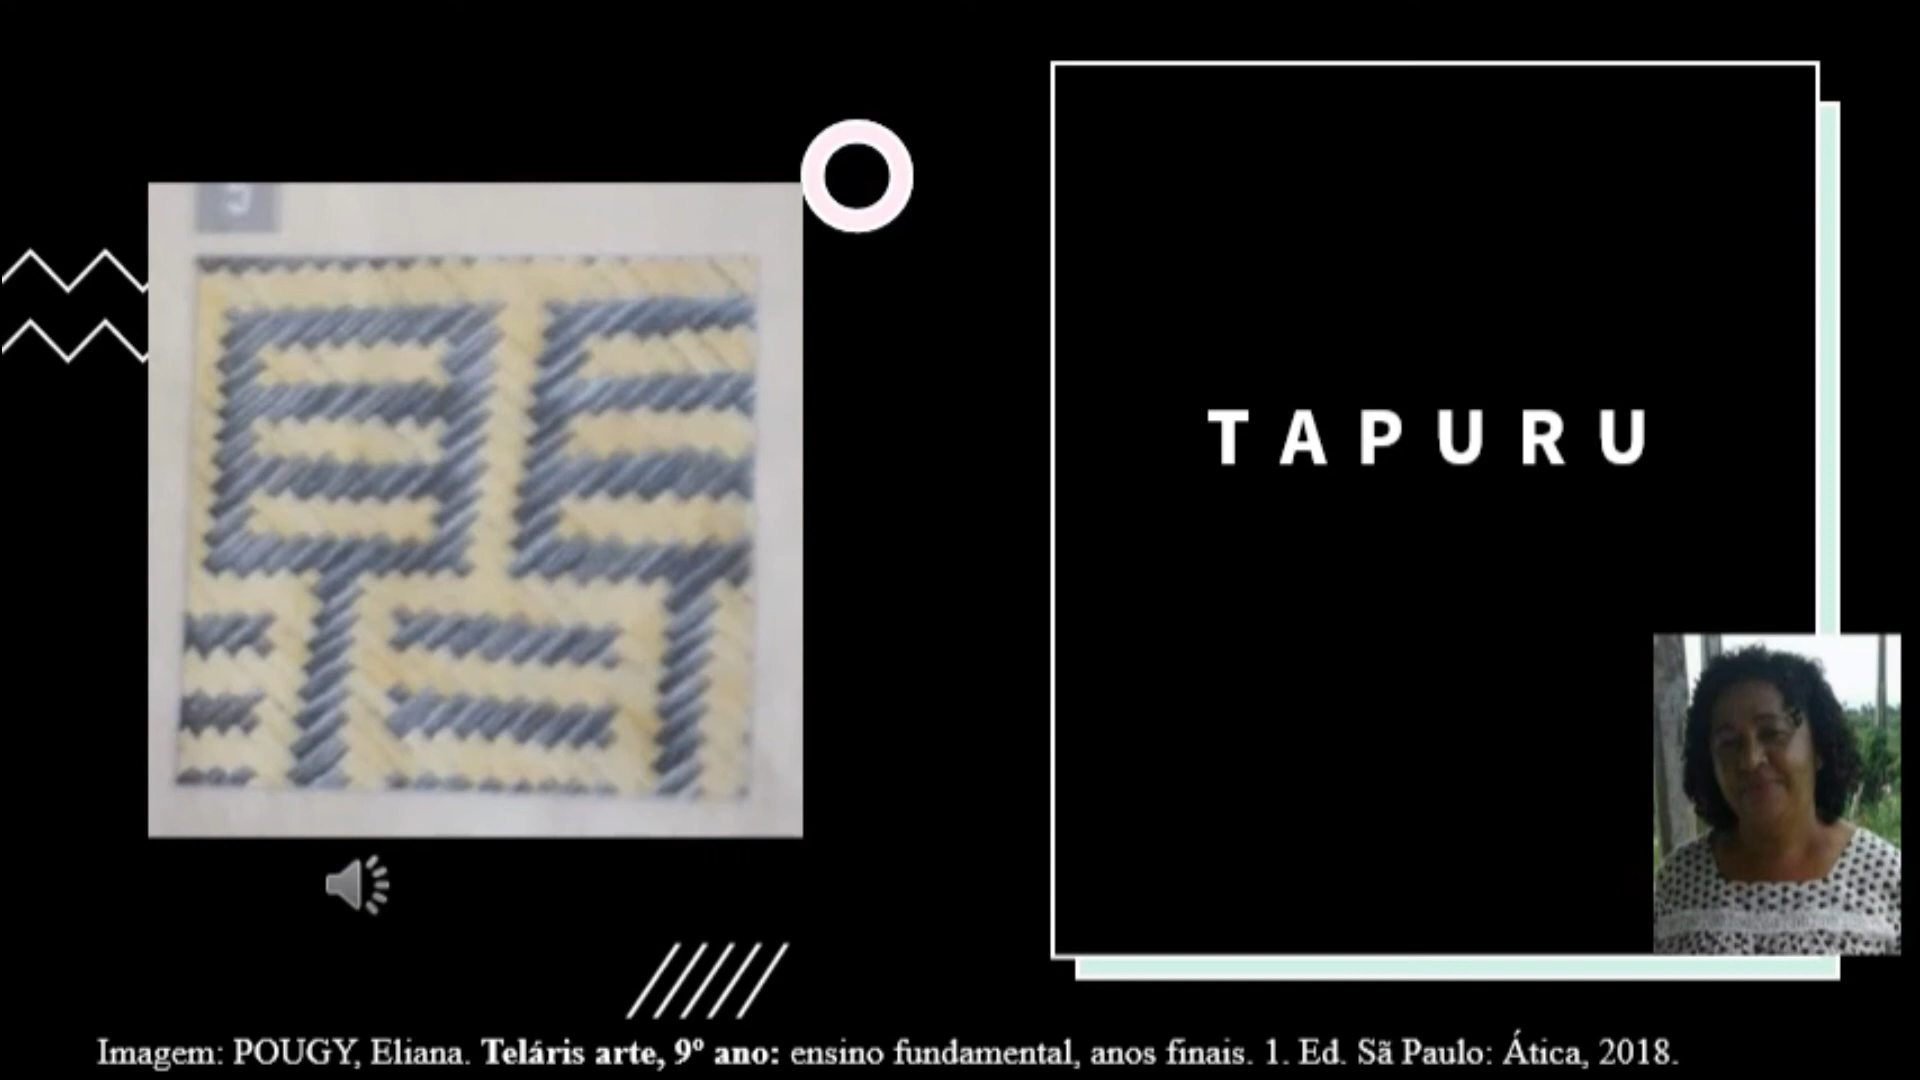 TAPURU
Imagem: POUGY, Eliana. Teláris arte, 9º ano: ensino fundamental, anos finais. 1. Ed. Sã Paulo: Ática, 2018.